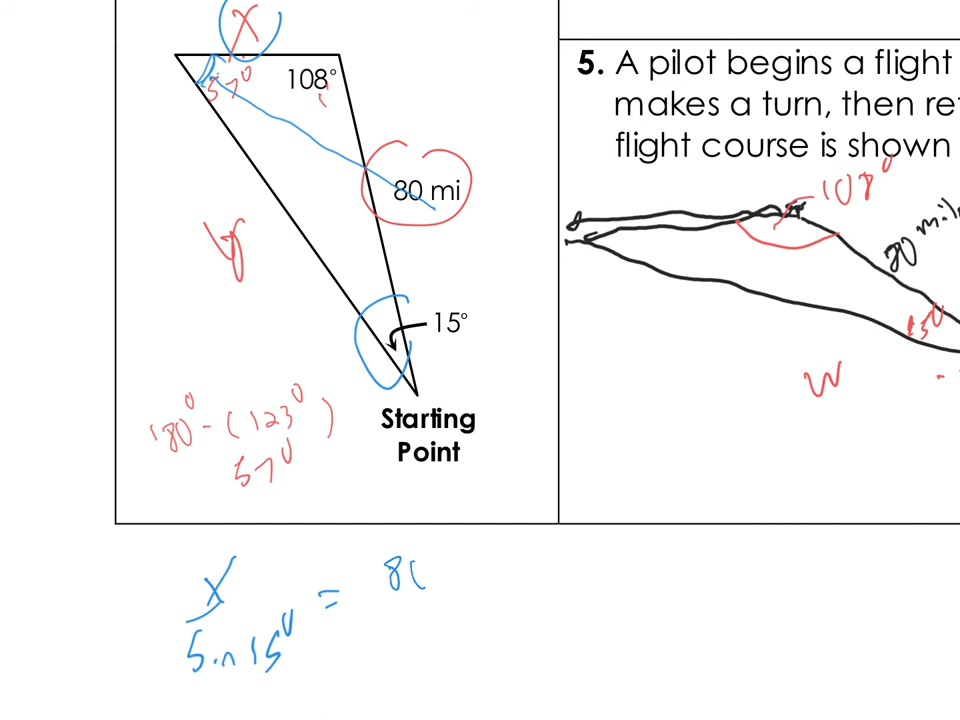 X
57°
108°
80 mi
y
15°
Starting
Point
180° - (123°)
57°
5. A pilot begins a flight
makes a turn, then re
flight course is shown
108°
80 mil
15°
W
X
Sin 15°
= 80